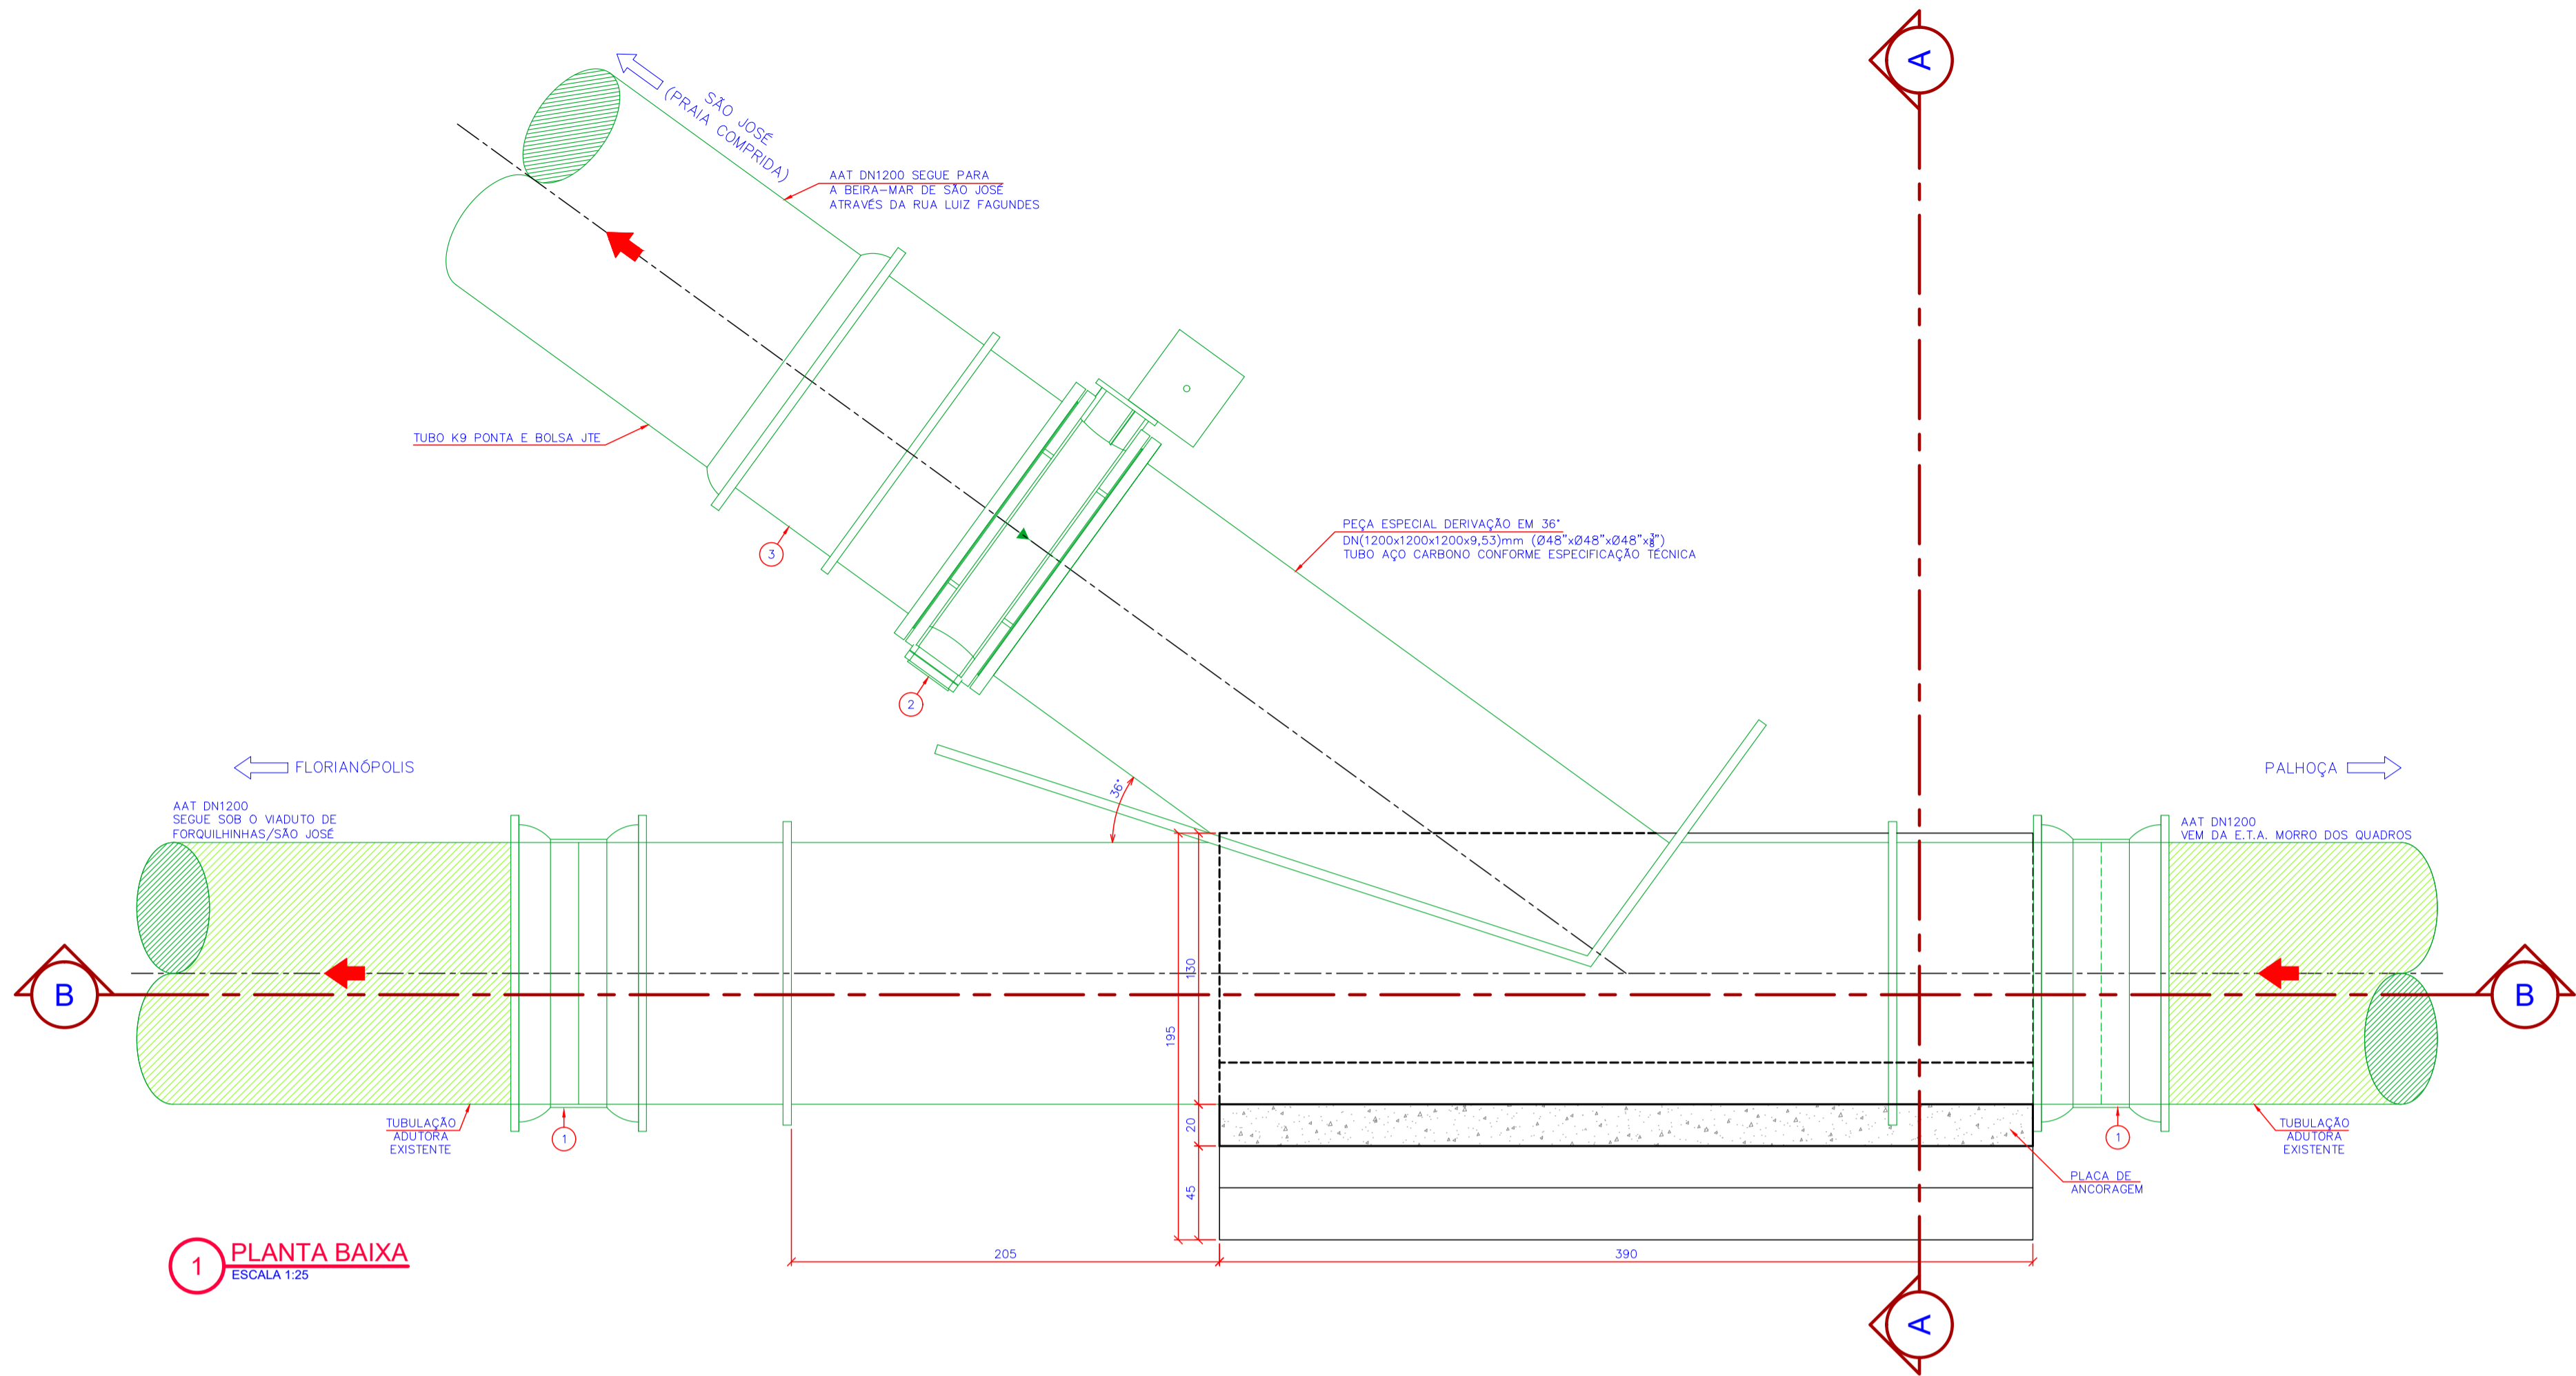 A
SÃO JOSÉ
(PRAIA COMPRIDA)
AAT DN1200 SEGUE PARA
A BEIRA-MAR DE SÃO JOSÉ
ATRAVÉS DA RUA LUIZ FAGUNDES
TUBO K9 PONTA E BOLSA JTE
3
PEÇA ESPECIAL DERIVAÇÃO EM 36°
DN(1200x1200x1200x9,53)mm (Ø48"xØ48"xØ48"x⅜")
TUBO AÇO CARBONO CONFORME ESPECIFICAÇÃO TÉCNICA
2
FLORIANÓPOLIS
PALHOÇA
36°
AAT DN1200
SEGUE SOB O VIADUTO DE
FORQUILHINHAS/SÃO JOSÉ
AAT DN1200
VEM DA E.T.A. MORRO DOS QUADROS
B
B
130
195
20
45
TUBULAÇÃO
ADUTORA
EXISTENTE
1
1
TUBULAÇÃO
ADUTORA
EXISTENTE
PLACA DE
ANCORAGEM
205
390
1
PLANTA BAIXA
ESCALA 1:25
A